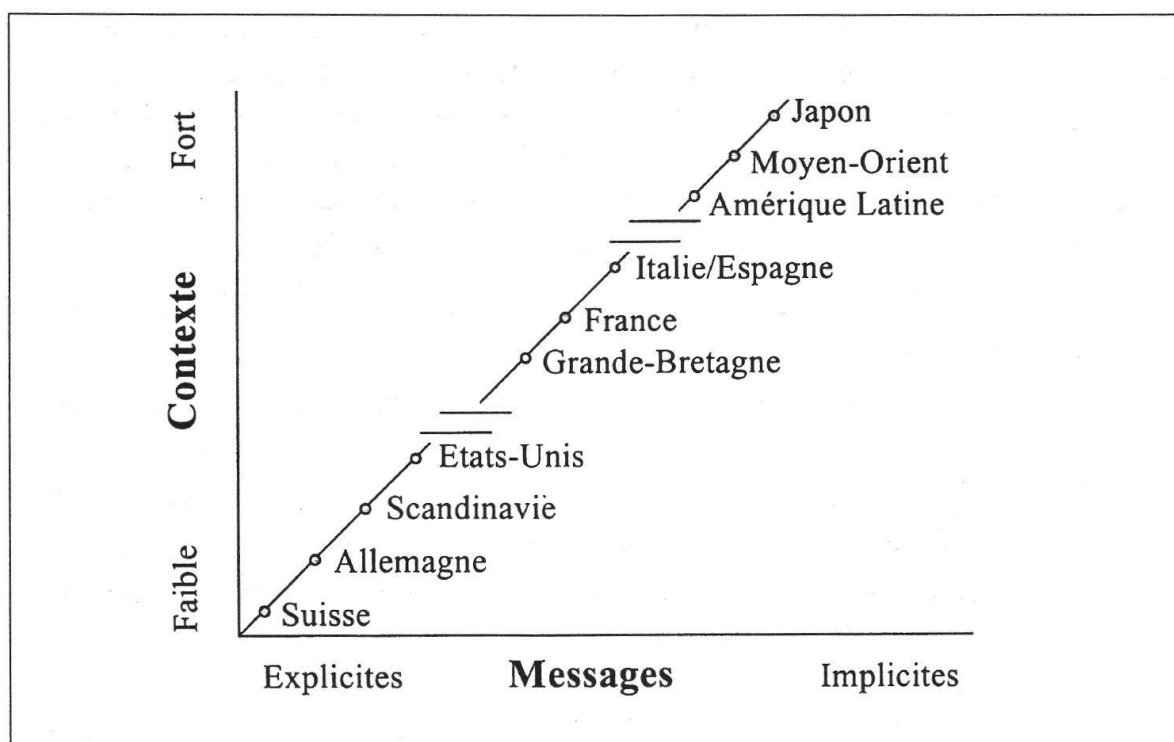 Fort
Contexte
Faible
Japon
Moyen-Orient
Amérique Latine
Italie/Espagne
France
Grande-Bretagne
Etats-Unis
Scandinavie
Allemagne
Suisse
Explicites Messages Implicites